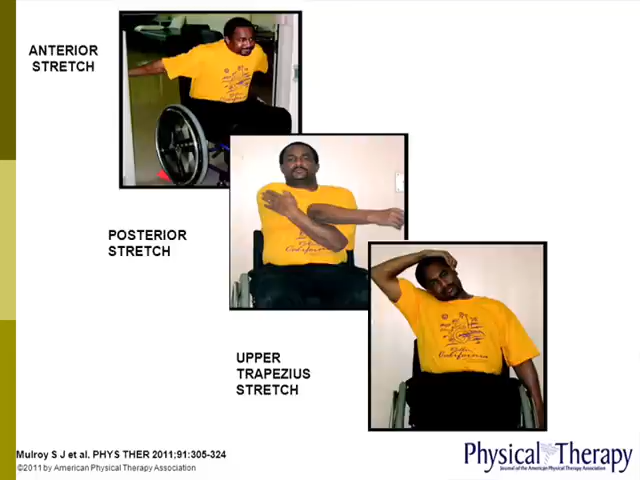 ANTERIOR
STRETCH
POSTERIOR
STRETCH
UPPER
TRAPEZIUS
STRETCH
Mulroy S J et al. PHYS THER 2011;91:305-324
©2011 by American Physical Therapy Association
Physical Therapy
Journal of the American Physical Therapy Association
California